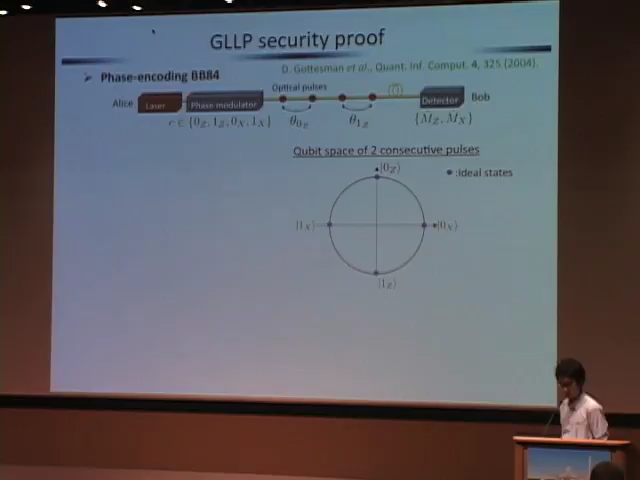 GLLP security proof
D. Gottesman et al., Quant. Inf. Comput. 4, 325 (2004).
➢ Phase-encoding BB84
Optical pulses
Alice Laser Phase modulator Detector Bob
c ∈ {0_Z, 1_Z, 0_X, 1_X} θ_{0_Z} θ_{1_Z} {M̂_Z, M̂_X}
Qubit space of 2 consecutive pulses
|0_Z⟩ :Ideal states
|1_X⟩ |0_X⟩
|1_Z⟩